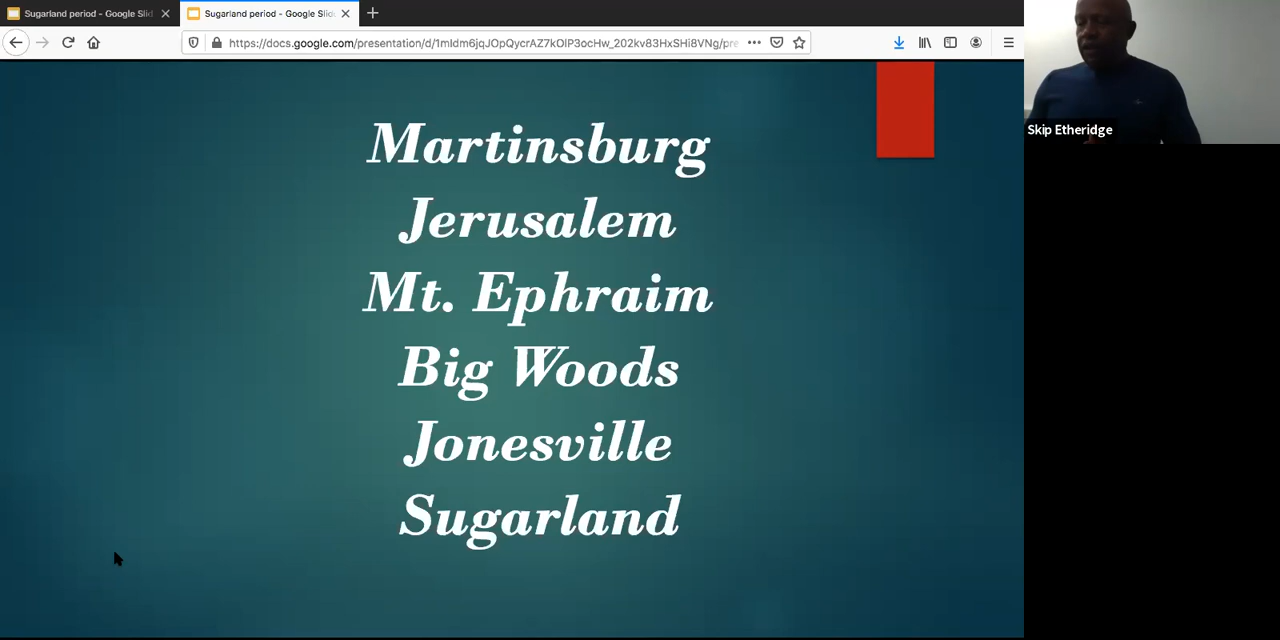 Sugarland period - Google Slid
Sugarland period - Google Slid
https://docs.google.com/presentation/d/1mIdm6jqJOpQycrAZ7kOlP3ocHw_202kv83HxSHi8VNg/pre
Skip Etheridge
Martinsburg
Jerusalem
Mt. Ephraim
Big Woods
Jonesville
Sugarland